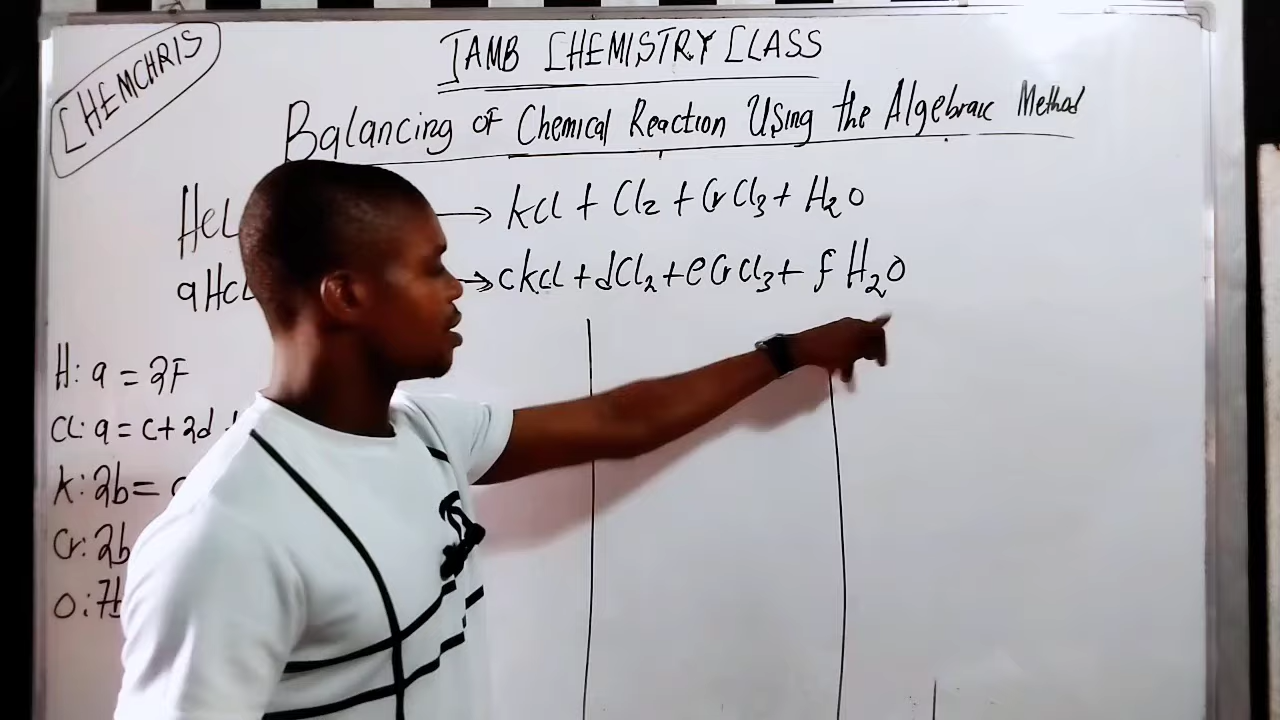 CHEMCHRIS
JAMB CHEMISTRY CLASS
Balancing of Chemical Reaction Using the Algebraic Method
HCL → KCl + Cl₂ + CrCl₃ + H₂O
aHCL → cKCl + dCl₂ + eCrCl₃ + f H₂O
H: a = 2F
CL: a = c + 2d
K: 2b =
Cr: 2b
O: 7b